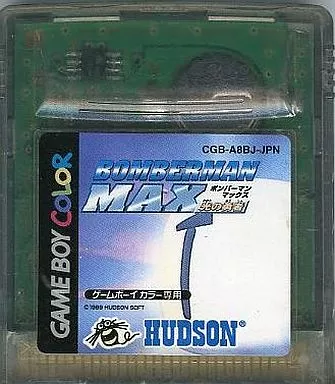 CGB-A8BJ-JPN
BOMBERMAN
MAX
ボンバーマン
マックス
光の勇者
GAME BOY COLOR
ゲームボーイ カラー専用
©1999 HUDSON SOFT
HUDSON®